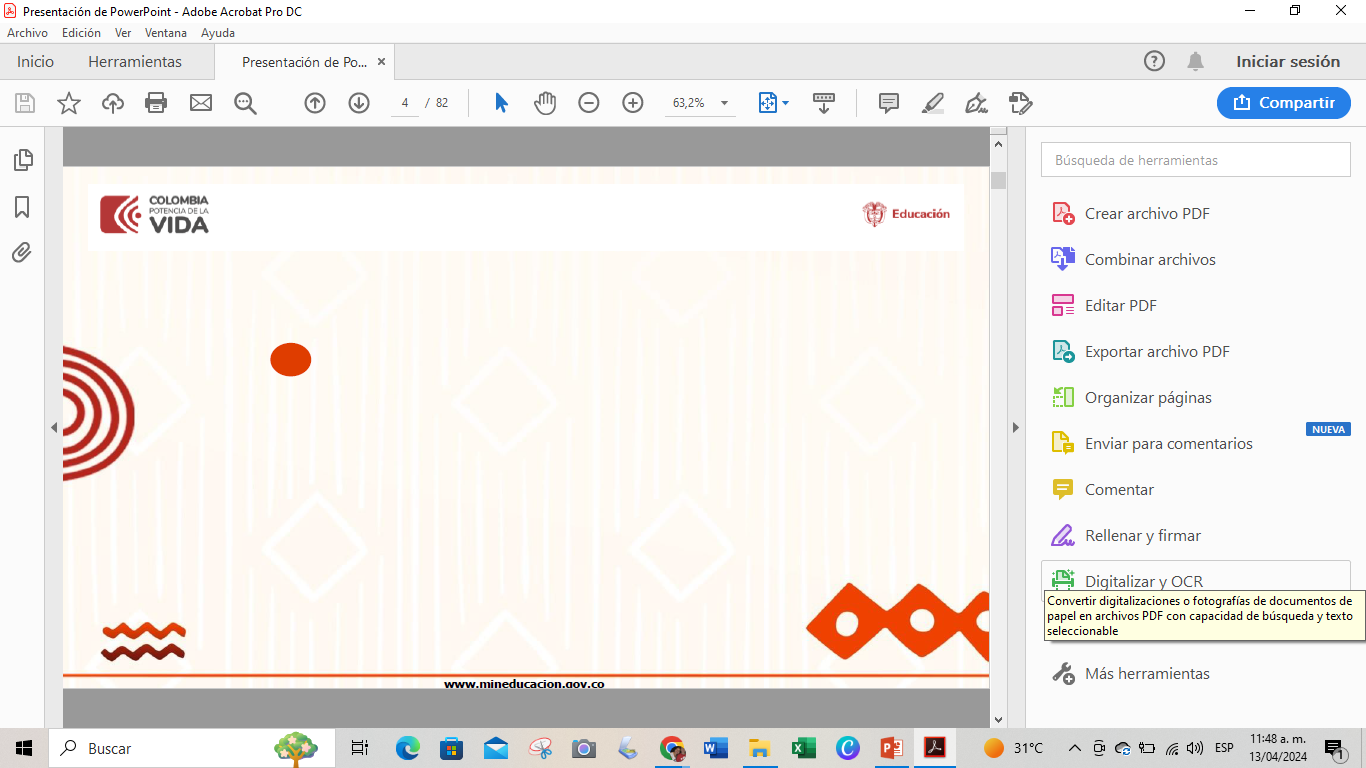 Presentación de PowerPoint - Adobe Acrobat Pro DC
Archivo Edición Ver Ventana Ayuda
Inicio Herramientas Presentación de Po... × Iniciar sesión
4 / 82 63,2% Compartir
Búsqueda de herramientas
COLOMBIA
POTENCIA DE LA
VIDA
Educación
Crear archivo PDF
Combinar archivos
Editar PDF
Exportar archivo PDF
Organizar páginas
NUEVA
Enviar para comentarios
Comentar
Rellenar y firmar
Digitalizar y OCR
Convertir digitalizaciones o fotografías de documentos de
papel en archivos PDF con capacidad de búsqueda y texto
seleccionable
Más herramientas
www.mineducacion.gov.co
Buscar
31°C
ESP
11:48 a. m.
13/04/2024
1